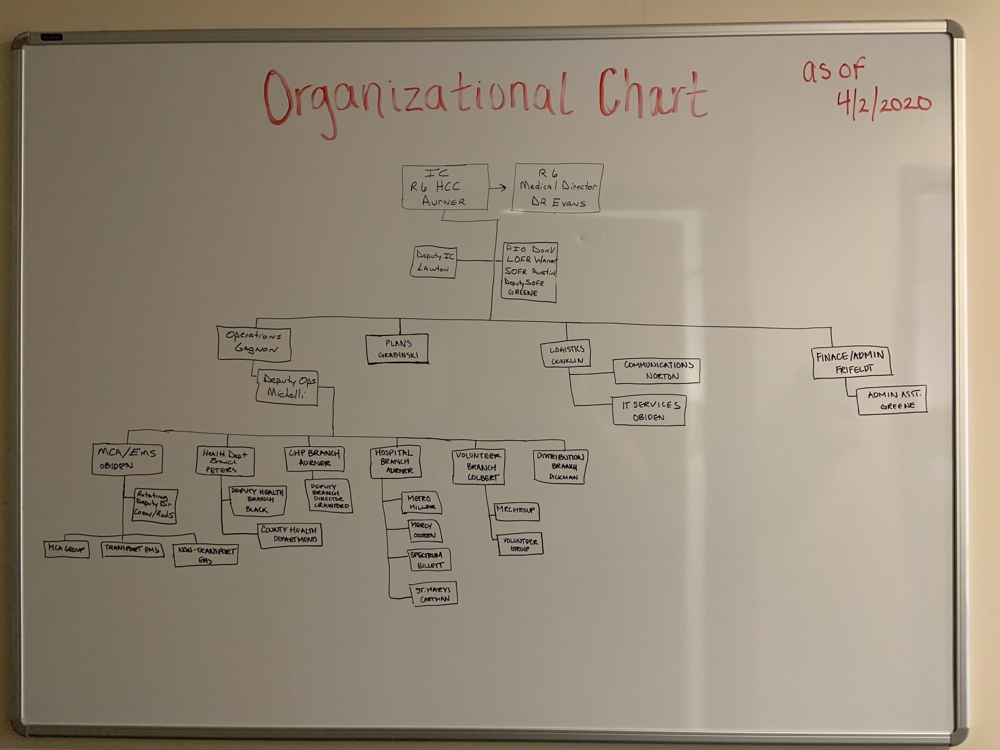 Organizational Chart
as of
4/2/2020
IC
R6 HCC
AURNER
R6
Medical Director
DR EVANS
Deputy IC
LAWTON
PIO DonV
LOFR Warner
SOFR Austin
Deputy SOFR
GREENE
Operations
GAGNON
PLANS
GRABINSKI
LOGISTICS
CONKLIN
FINACE/ADMIN
FRIFELDT
COMMUNICATIONS
NORTON
IT SERVICES
OBIDEN
ADMIN ASST.
GREENE
Deputy Ops
Michelli
MCA/EMS
OBIDEN
Health Dept
Branch
PETERS
CHP BRANCH
AURNER
HOSPITAL
BRANCH
AURNER
VOLUNTEER
BRANCH
COLBERT
DISTRIBUTION
BRANCH
DICKMAN
Rotating
Deputy Dir
DEPUTY HEALTH
BRANCH
BLACK
DEPUTY
BRANCH
DIRECTOR
CRAWFORD
METRO
MILLER
MRC GROUP
COUNTY HEALTH
DEPARTMENTS
MERCY
OGREN
VOLUNTEER
GROUP
MCA GROUP
TRANSPORT EMS
NON-TRANSPORT
EMS
SPECTRUM
BILLETT
ST. MARYS
CARTMAN